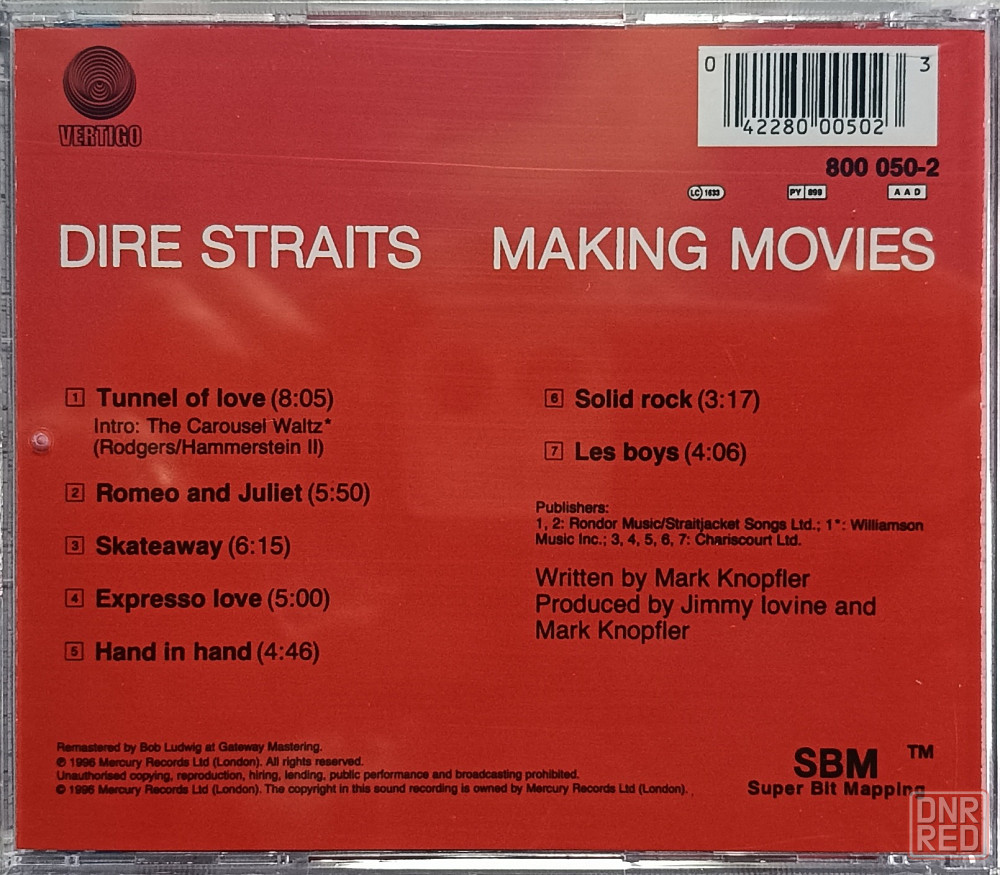 VERTIGO
0 42280 00502 3
800 050-2
LC 1633 PY 899 AAD
DIRE STRAITS MAKING MOVIES
1 Tunnel of love (8:05)
Intro: The Carousel Waltz*
(Rodgers/Hammerstein II)
2 Romeo and Juliet (5:50)
3 Skateaway (6:15)
4 Expresso love (5:00)
5 Hand in hand (4:46)
6 Solid rock (3:17)
7 Les boys (4:06)
Publishers:
1, 2: Rondor Music/Straitjacket Songs Ltd.; 1*: Williamson
Music Inc.; 3, 4, 5, 6, 7: Chariscourt Ltd.
Written by Mark Knopfler
Produced by Jimmy Iovine and
Mark Knopfler
Remastered by Bob Ludwig at Gateway Mastering.
℗ 1996 Mercury Records Ltd (London). All rights reserved.
Unauthorised copying, reproduction, hiring, lending, public performance and broadcasting prohibited.
© 1996 Mercury Records Ltd (London). The copyright in this sound recording is owned by Mercury Records Ltd (London).
SBM TM
Super Bit Mapping
DNR
RED